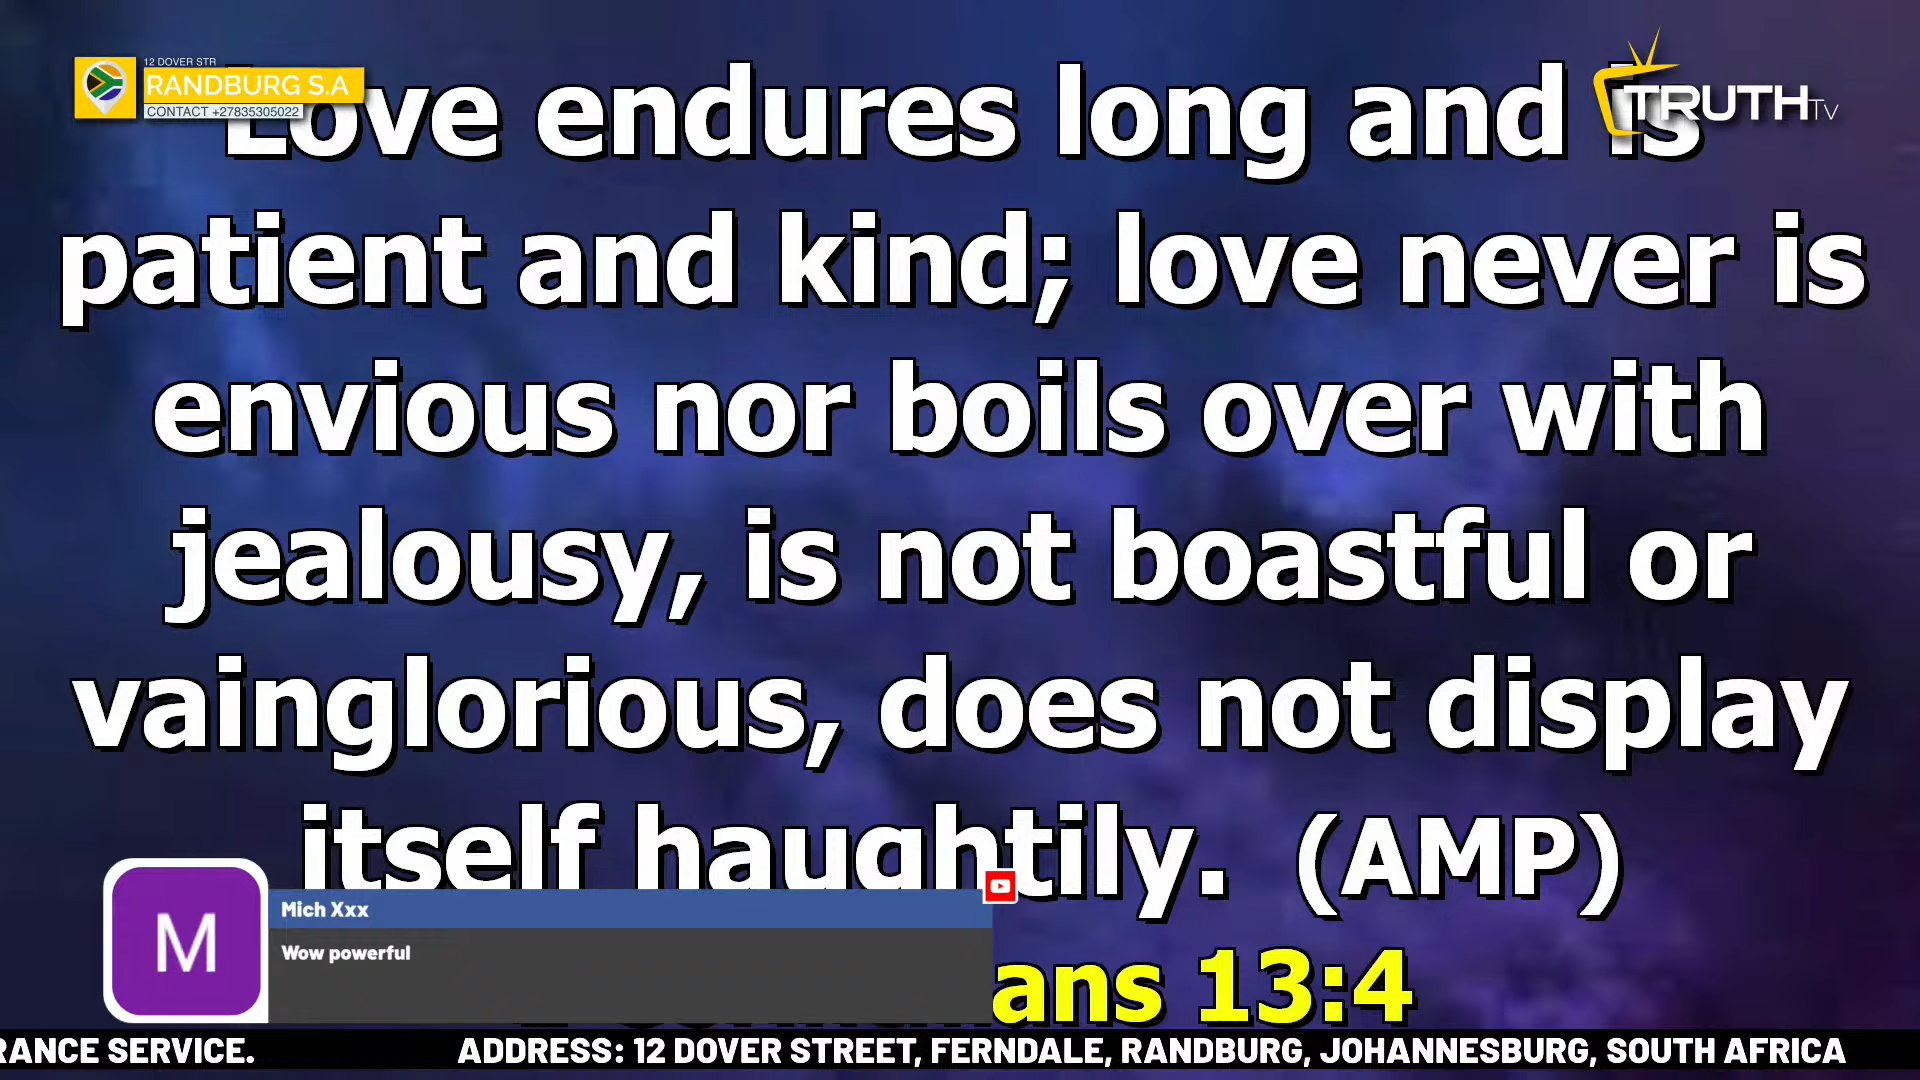 12 DOVER STR
RANDBURG S.A
CONTACT +27835305022
TRUTH TV
Love endures long and is
patient and kind; love never is
envious nor boils over with
jealousy, is not boastful or
vainglorious, does not display
itself haughtily. (AMP)
M
Mich Xxx
Wow powerful
ans 13:4
RANCE SERVICE. ADDRESS: 12 DOVER STREET, FERNDALE, RANDBURG, JOHANNESBURG, SOUTH AFRICA